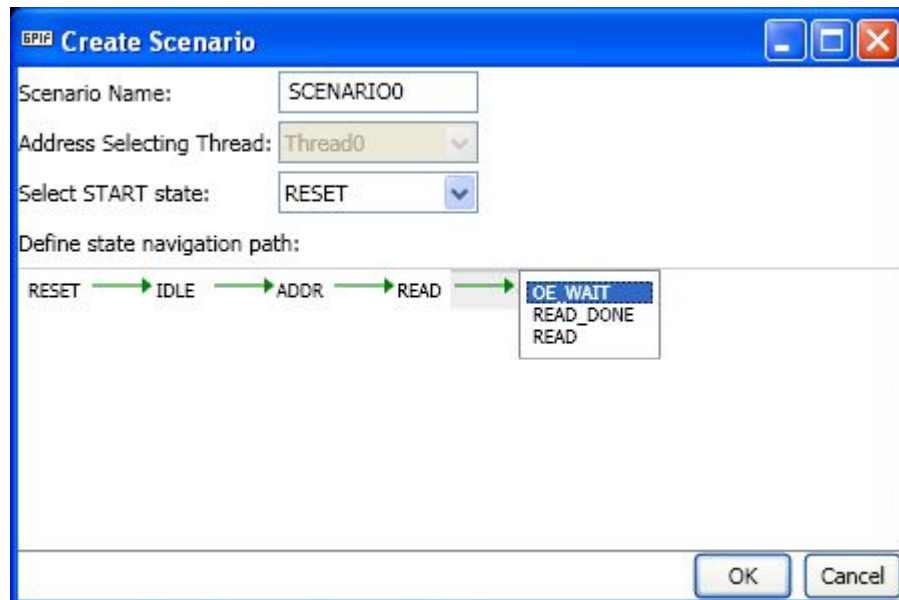 GPIF Create Scenario
Scenario Name: SCENARIO0
Address Selecting Thread: Thread0
Select START state: RESET
Define state navigation path:
RESET IDLE ADDR READ OE_WAIT
READ_DONE
READ
OK Cancel